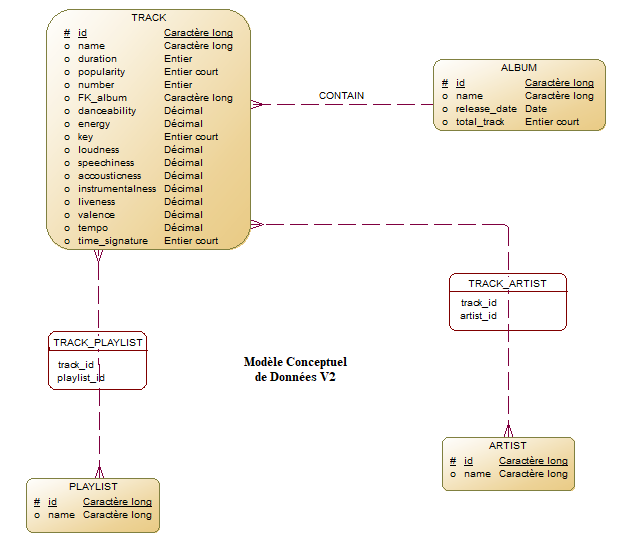 TRACK
# id Caractère long
o name Caractère long
o duration Entier
o popularity Entier court
o number Entier
o FK_album Caractère long
o danceability Décimal
o energy Décimal
o key Entier court
o loudness Décimal
o speechiness Décimal
o accousticness Décimal
o instrumentalness Décimal
o liveness Décimal
o valence Décimal
o tempo Décimal
o time_signature Entier court
CONTAIN
ALBUM
# id Caractère long
o name Caractère long
o release_date Date
o total_track Entier court
TRACK_ARTIST
track_id
artist_id
TRACK_PLAYLIST
track_id
playlist_id
Modèle Conceptuel
de Données V2
ARTIST
# id Caractère long
o name Caractère long
PLAYLIST
# id Caractère long
o name Caractère long